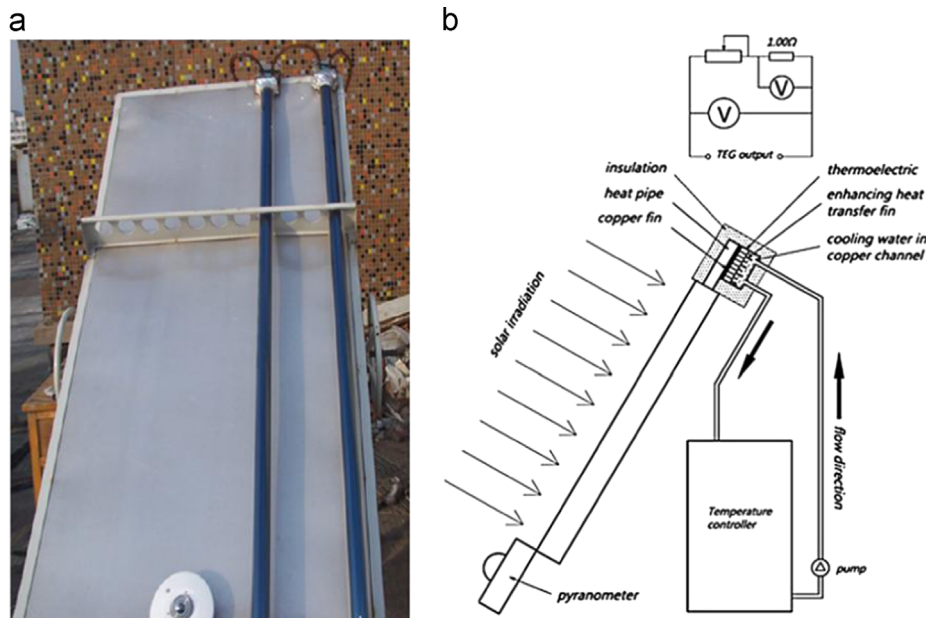 a
b
1.00Ω
V
V
TEG output
insulation
thermoelectric
heat pipe
enhancing heat
transfer fin
copper fin
cooling water in
copper channel
solar irradiation
flow direction
Temperature
controller
pump
pyranometer